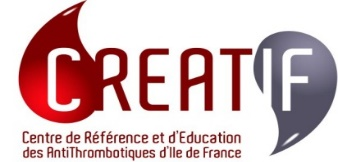 CREATIF
Centre de Référence et d'Education
des AntiThrombotiques d'Ile de France